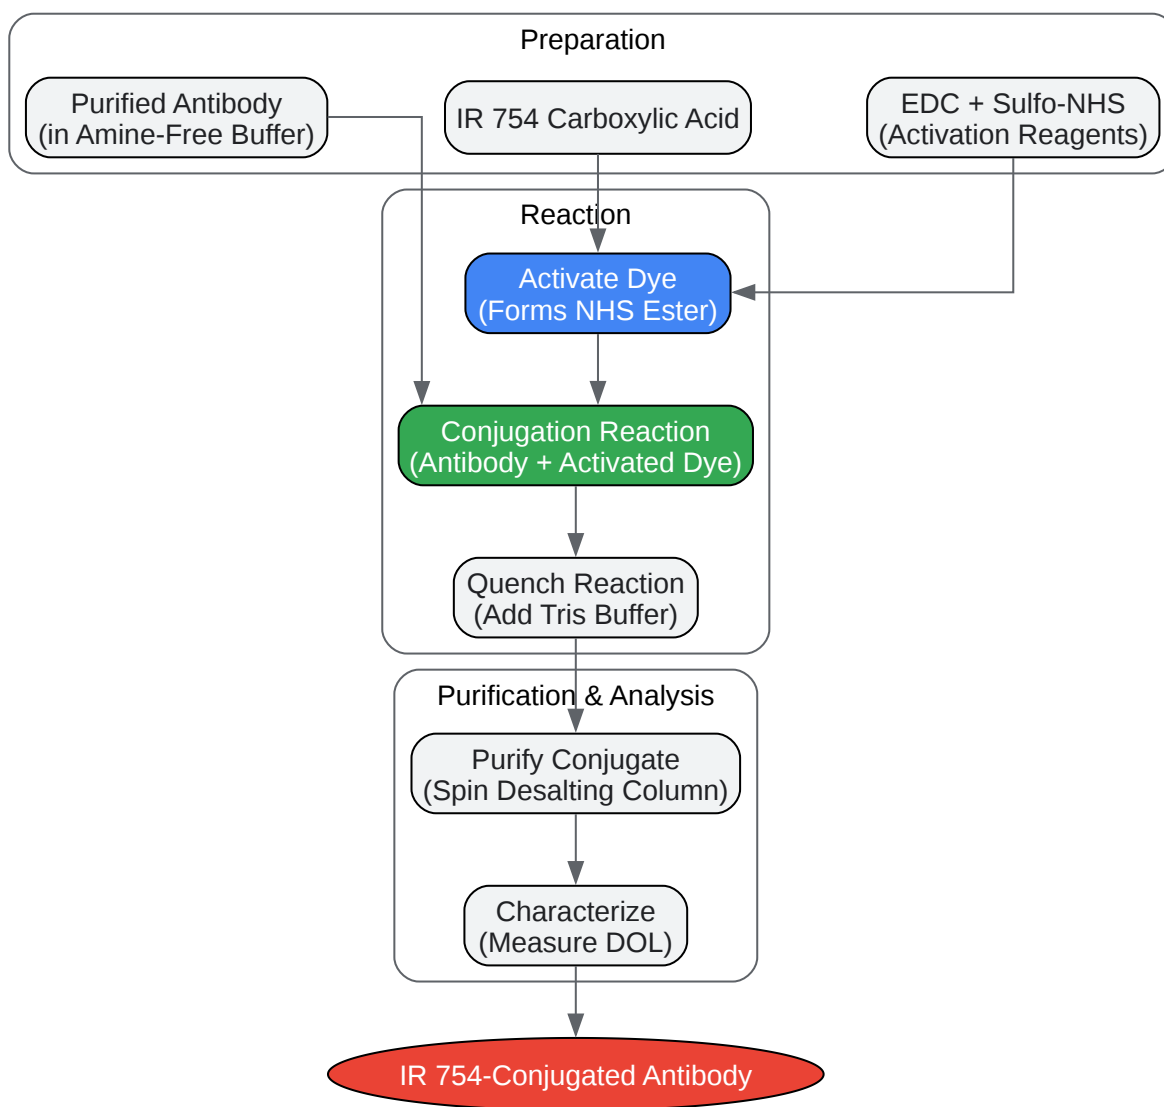 Preparation
Purified Antibody
(in Amine-Free Buffer)
IR 754 Carboxylic Acid
EDC + Sulfo-NHS
(Activation Reagents)
Reaction
Activate Dye
(Forms NHS Ester)
Conjugation Reaction
(Antibody + Activated Dye)
Quench Reaction
(Add Tris Buffer)
Purification & Analysis
Purify Conjugate
(Spin Desalting Column)
Characterize
(Measure DOL)
IR 754-Conjugated Antibody